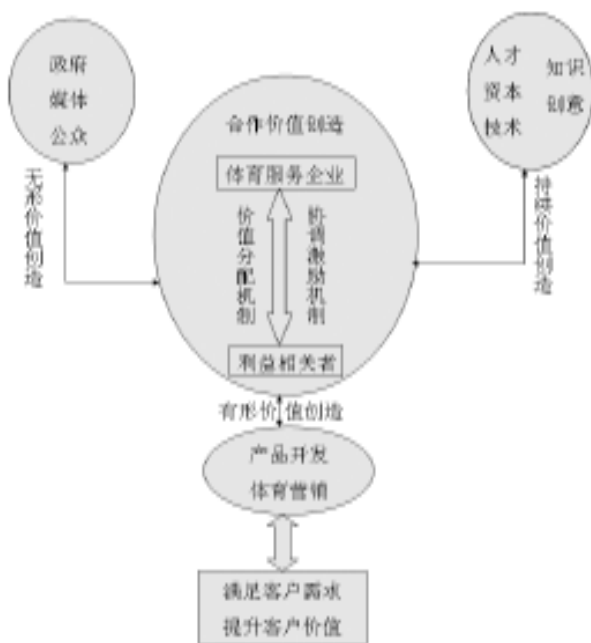 政府
媒体
公众
人才
资本
技术
知识
创意
合作价值创造
体育服务企业
价值分配机制
协调激励机制
利益相关者
无形价值创造
持续价值创造
有形价值创造
产品开发
体育营销
满足客户需求
提升客户价值